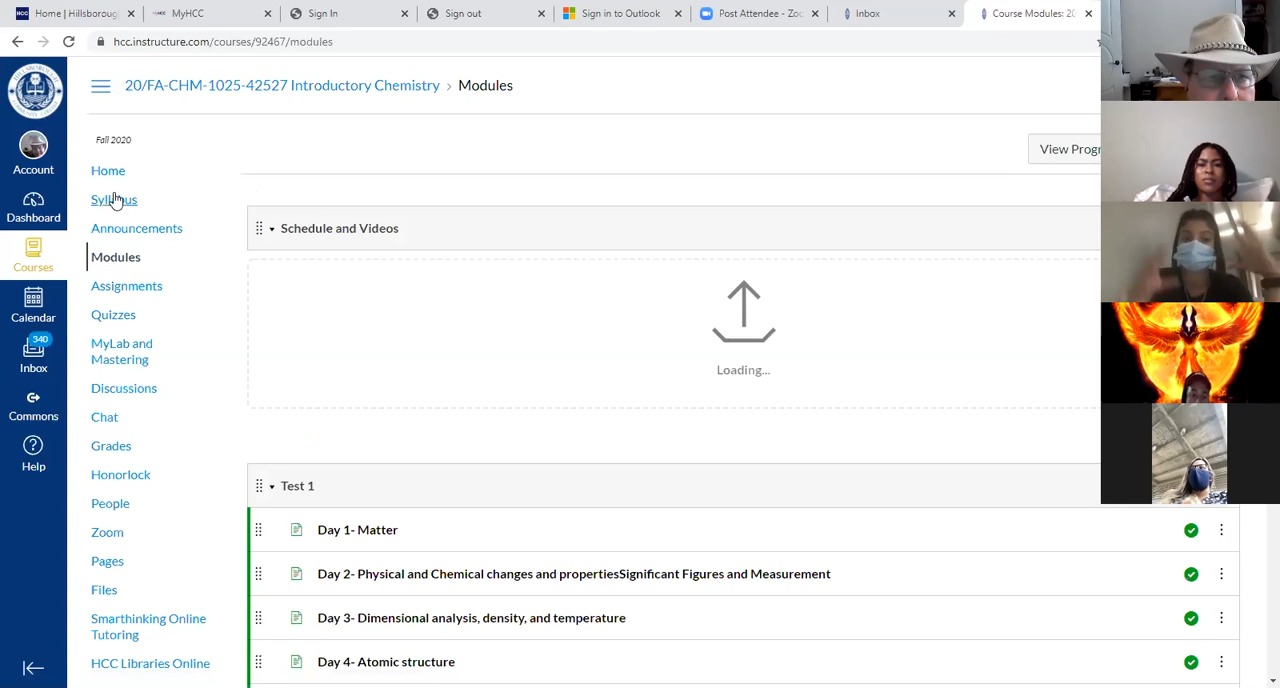 HCC Home | Hillsboroug
HCC MyHCC
Sign In
Sign out
Sign in to Outlook
Post Attendee - Zoo
Inbox
Course Modules: 20
hcc.instructure.com/courses/92467/modules
20/FA-CHM-1025-42527 Introductory Chemistry › Modules
Fall 2020
View Progr
Account
Dashboard
Courses
Calendar
340
Inbox
Commons
Help
Home
Syllabus
Announcements
Modules
Assignments
Quizzes
MyLab and
Mastering
Discussions
Chat
Grades
Honorlock
People
Zoom
Pages
Files
Smarthinking Online
Tutoring
HCC Libraries Online
Schedule and Videos
Loading...
Test 1
Day 1- Matter
Day 2- Physical and Chemical changes and propertiesSignificant Figures and Measurement
Day 3- Dimensional analysis, density, and temperature
Day 4- Atomic structure